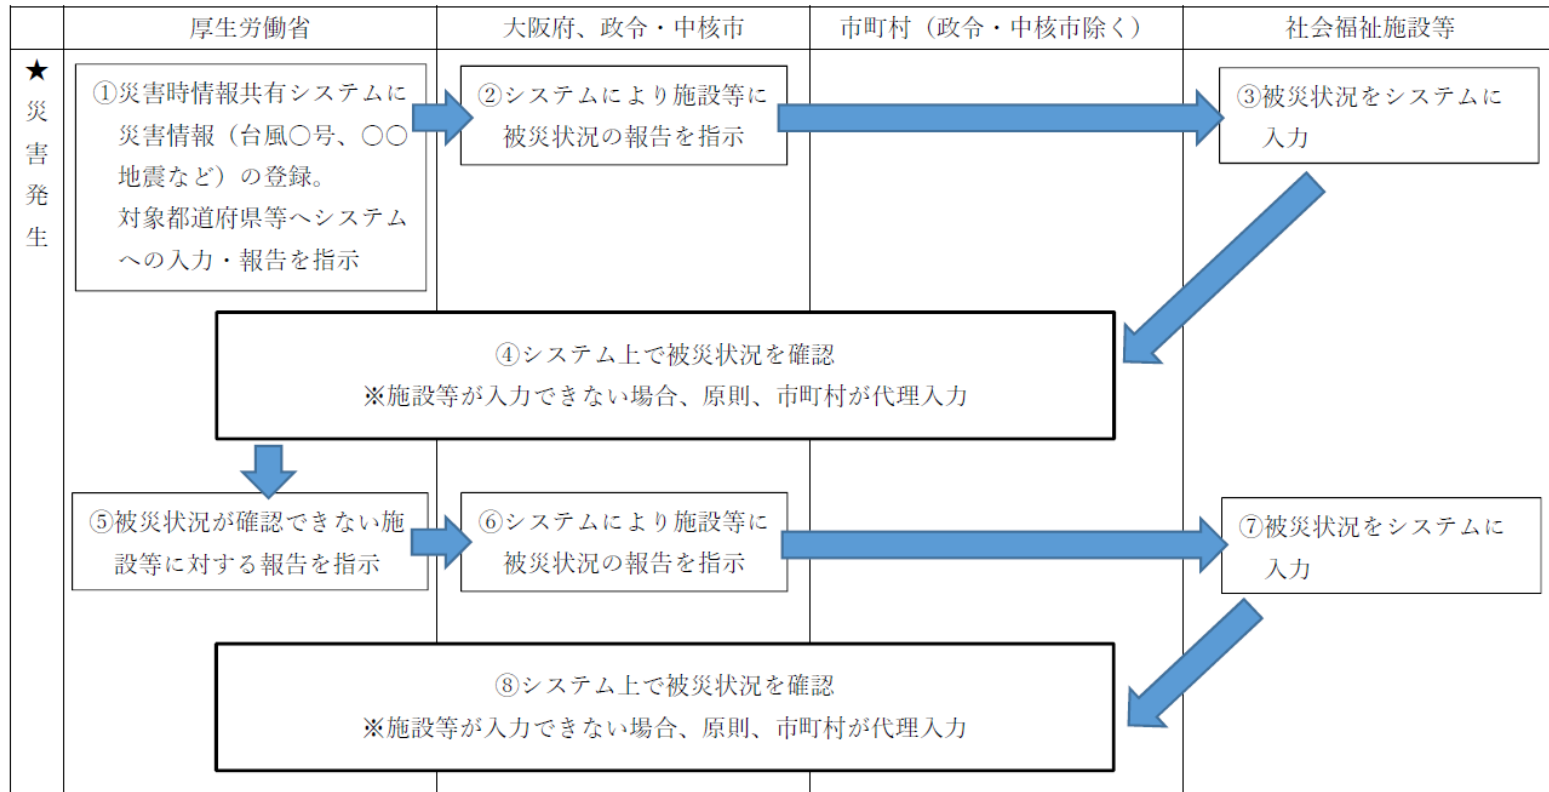 厚生労働省
大阪府、政令・中核市
市町村（政令・中核市除く）
社会福祉施設等
★災害発生
①災害時情報共有システムに
災害情報（台風〇号、〇〇
地震など）の登録。
対象都道府県等へシステム
への入力・報告を指示
②システムにより施設等に
被災状況の報告を指示
③被災状況をシステムに
入力
④システム上で被災状況を確認
※施設等が入力できない場合、原則、市町村が代理入力
⑤被災状況が確認できない施
設等に対する報告を指示
⑥システムにより施設等に
被災状況の報告を指示
⑦被災状況をシステムに
入力
⑧システム上で被災状況を確認
※施設等が入力できない場合、原則、市町村が代理入力